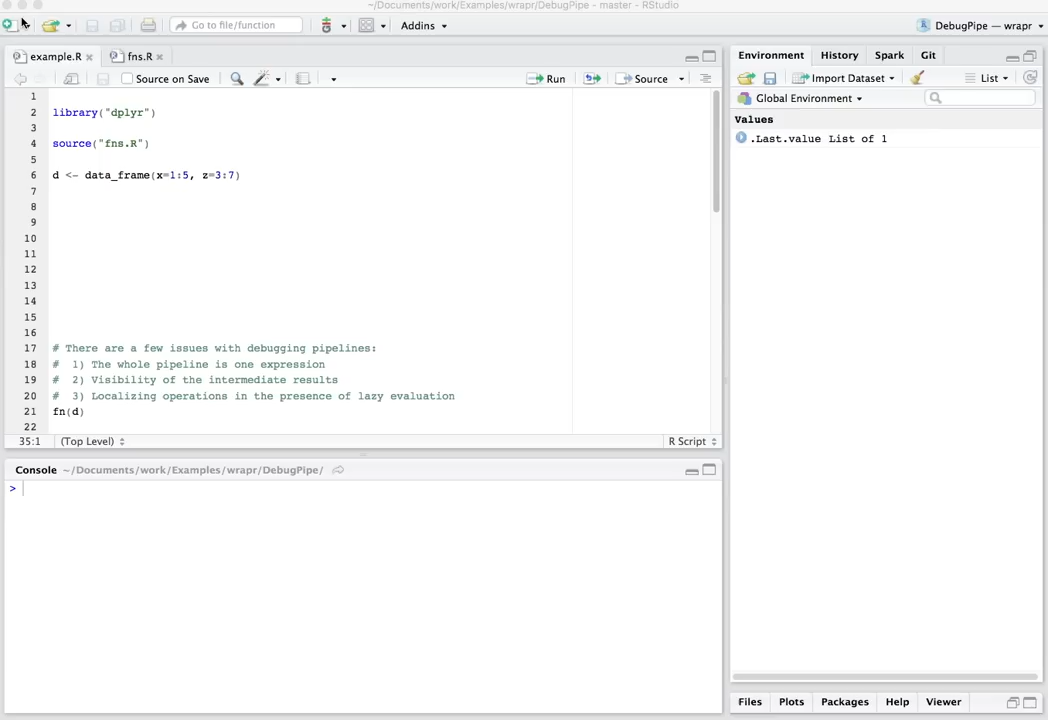 ~/Documents/work/Examples/wrapr/DebugPipe - master - RStudio
Go to file/function
Addins
DebugPipe — wrapr
example.R
fns.R
Source on Save
Run
Source
1
2 library("dplyr")
3
4 source("fns.R")
5
6 d <- data_frame(x=1:5, z=3:7)
7
8
9
10
11
12
13
14
15
16
17 # There are a few issues with debugging pipelines:
18 #  1) The whole pipeline is one expression
19 #  2) Visibility of the intermediate results
20 #  3) Localizing operations in the presence of lazy evaluation
21 fn(d)
22
35:1 (Top Level) R Script
Console ~/Documents/work/Examples/wrapr/DebugPipe/
>
Environment History Spark Git
Import Dataset List
Global Environment
Values
.Last.value List of 1
Files Plots Packages Help Viewer